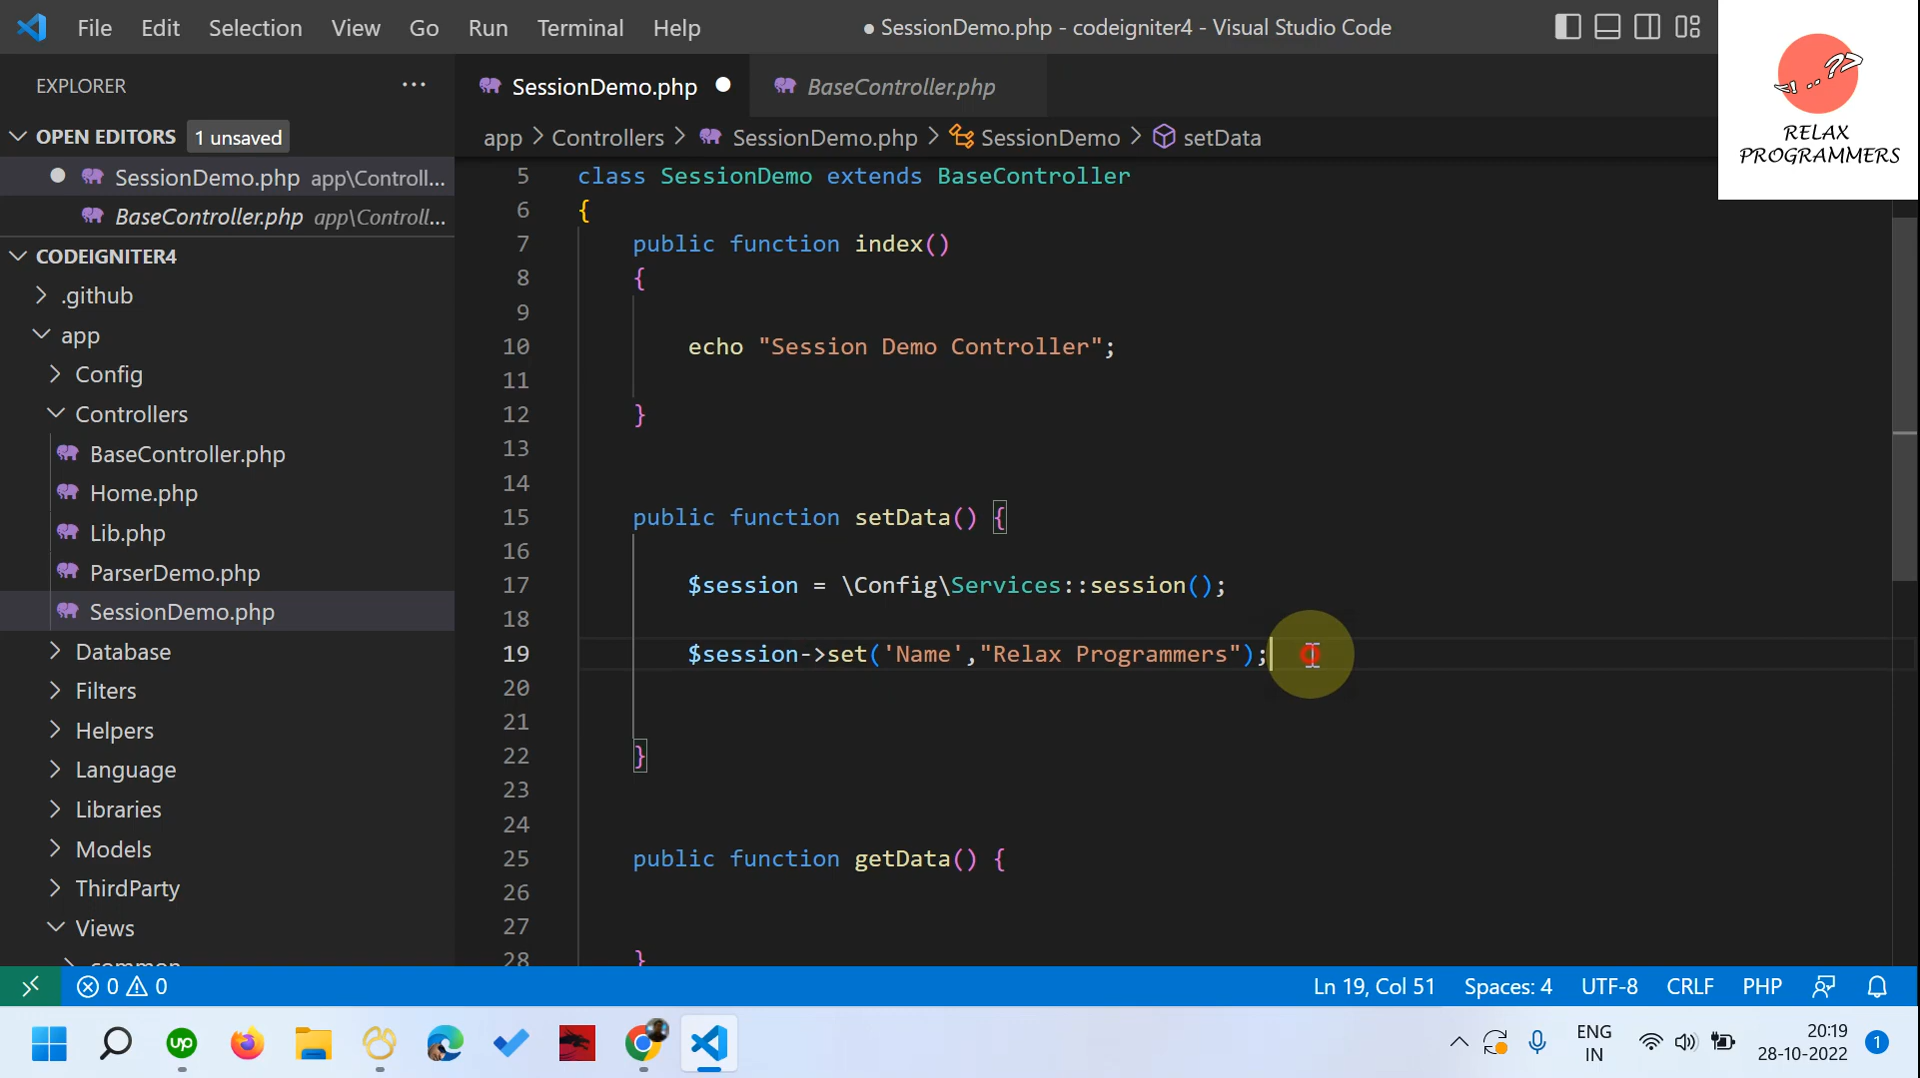 File Edit Selection View Go Run Terminal Help
● SessionDemo.php - codeigniter4 - Visual Studio Code
<!...??>
RELAX
PROGRAMMERS
EXPLORER ...
OPEN EDITORS 1 unsaved
SessionDemo.php app\Controll...
BaseController.php app\Controll...
CODEIGNITER4
.github
app
Config
Controllers
BaseController.php
Home.php
Lib.php
ParserDemo.php
SessionDemo.php
Database
Filters
Helpers
Language
Libraries
Models
ThirdParty
Views
common
SessionDemo.php
BaseController.php
app > Controllers > SessionDemo.php > SessionDemo > setData
5 class SessionDemo extends BaseController
6 {
7 public function index()
8 {
9
10 echo "Session Demo Controller";
11
12 }
13
14
15 public function setData() {
16
17 $session = \Config\Services::session();
18
19 $session->set('Name',"Relax Programmers");
20
21
22 }
23
24
25 public function getData() {
26
27
28 }
0 0
Ln 19, Col 51 Spaces: 4 UTF-8 CRLF PHP
up
ENG
IN
20:19
28-10-2022
1